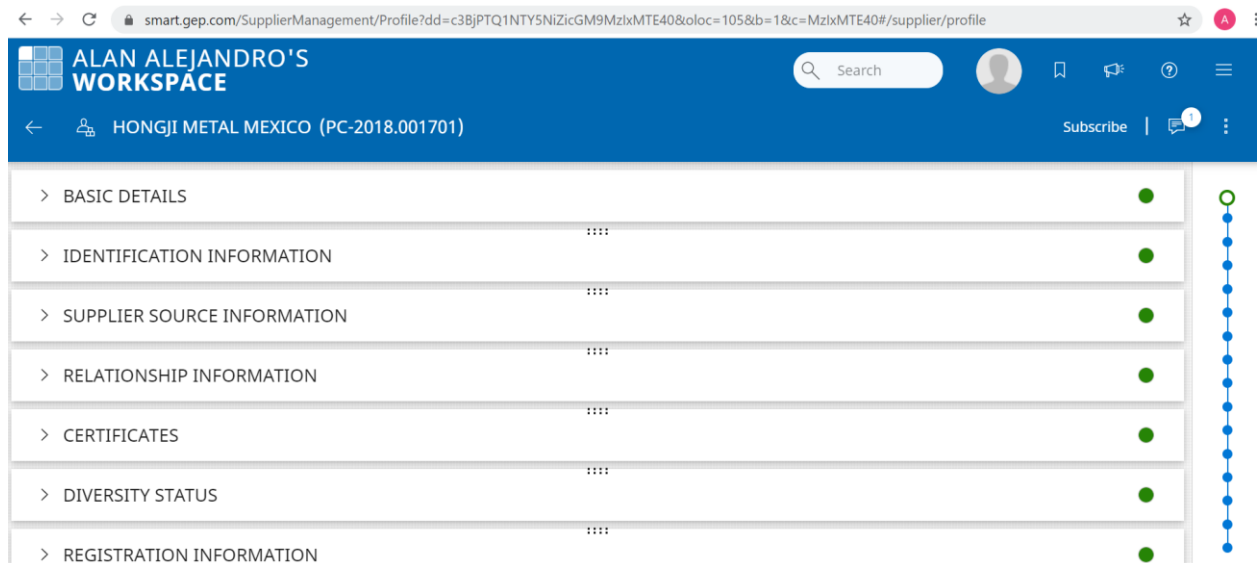 smart.gep.com/SupplierManagement/Profile?dd=c3BjPTQ1NTY5NiZicGM9MzIxMTE40&oloc=105&b=1&c=MzIxMTE40#/supplier/profile
A
ALAN ALEJANDRO'S
WORKSPACE
Search
HONGJI METAL MEXICO (PC-2018.001701)
Subscribe
1
BASIC DETAILS
IDENTIFICATION INFORMATION
SUPPLIER SOURCE INFORMATION
RELATIONSHIP INFORMATION
CERTIFICATES
DIVERSITY STATUS
REGISTRATION INFORMATION